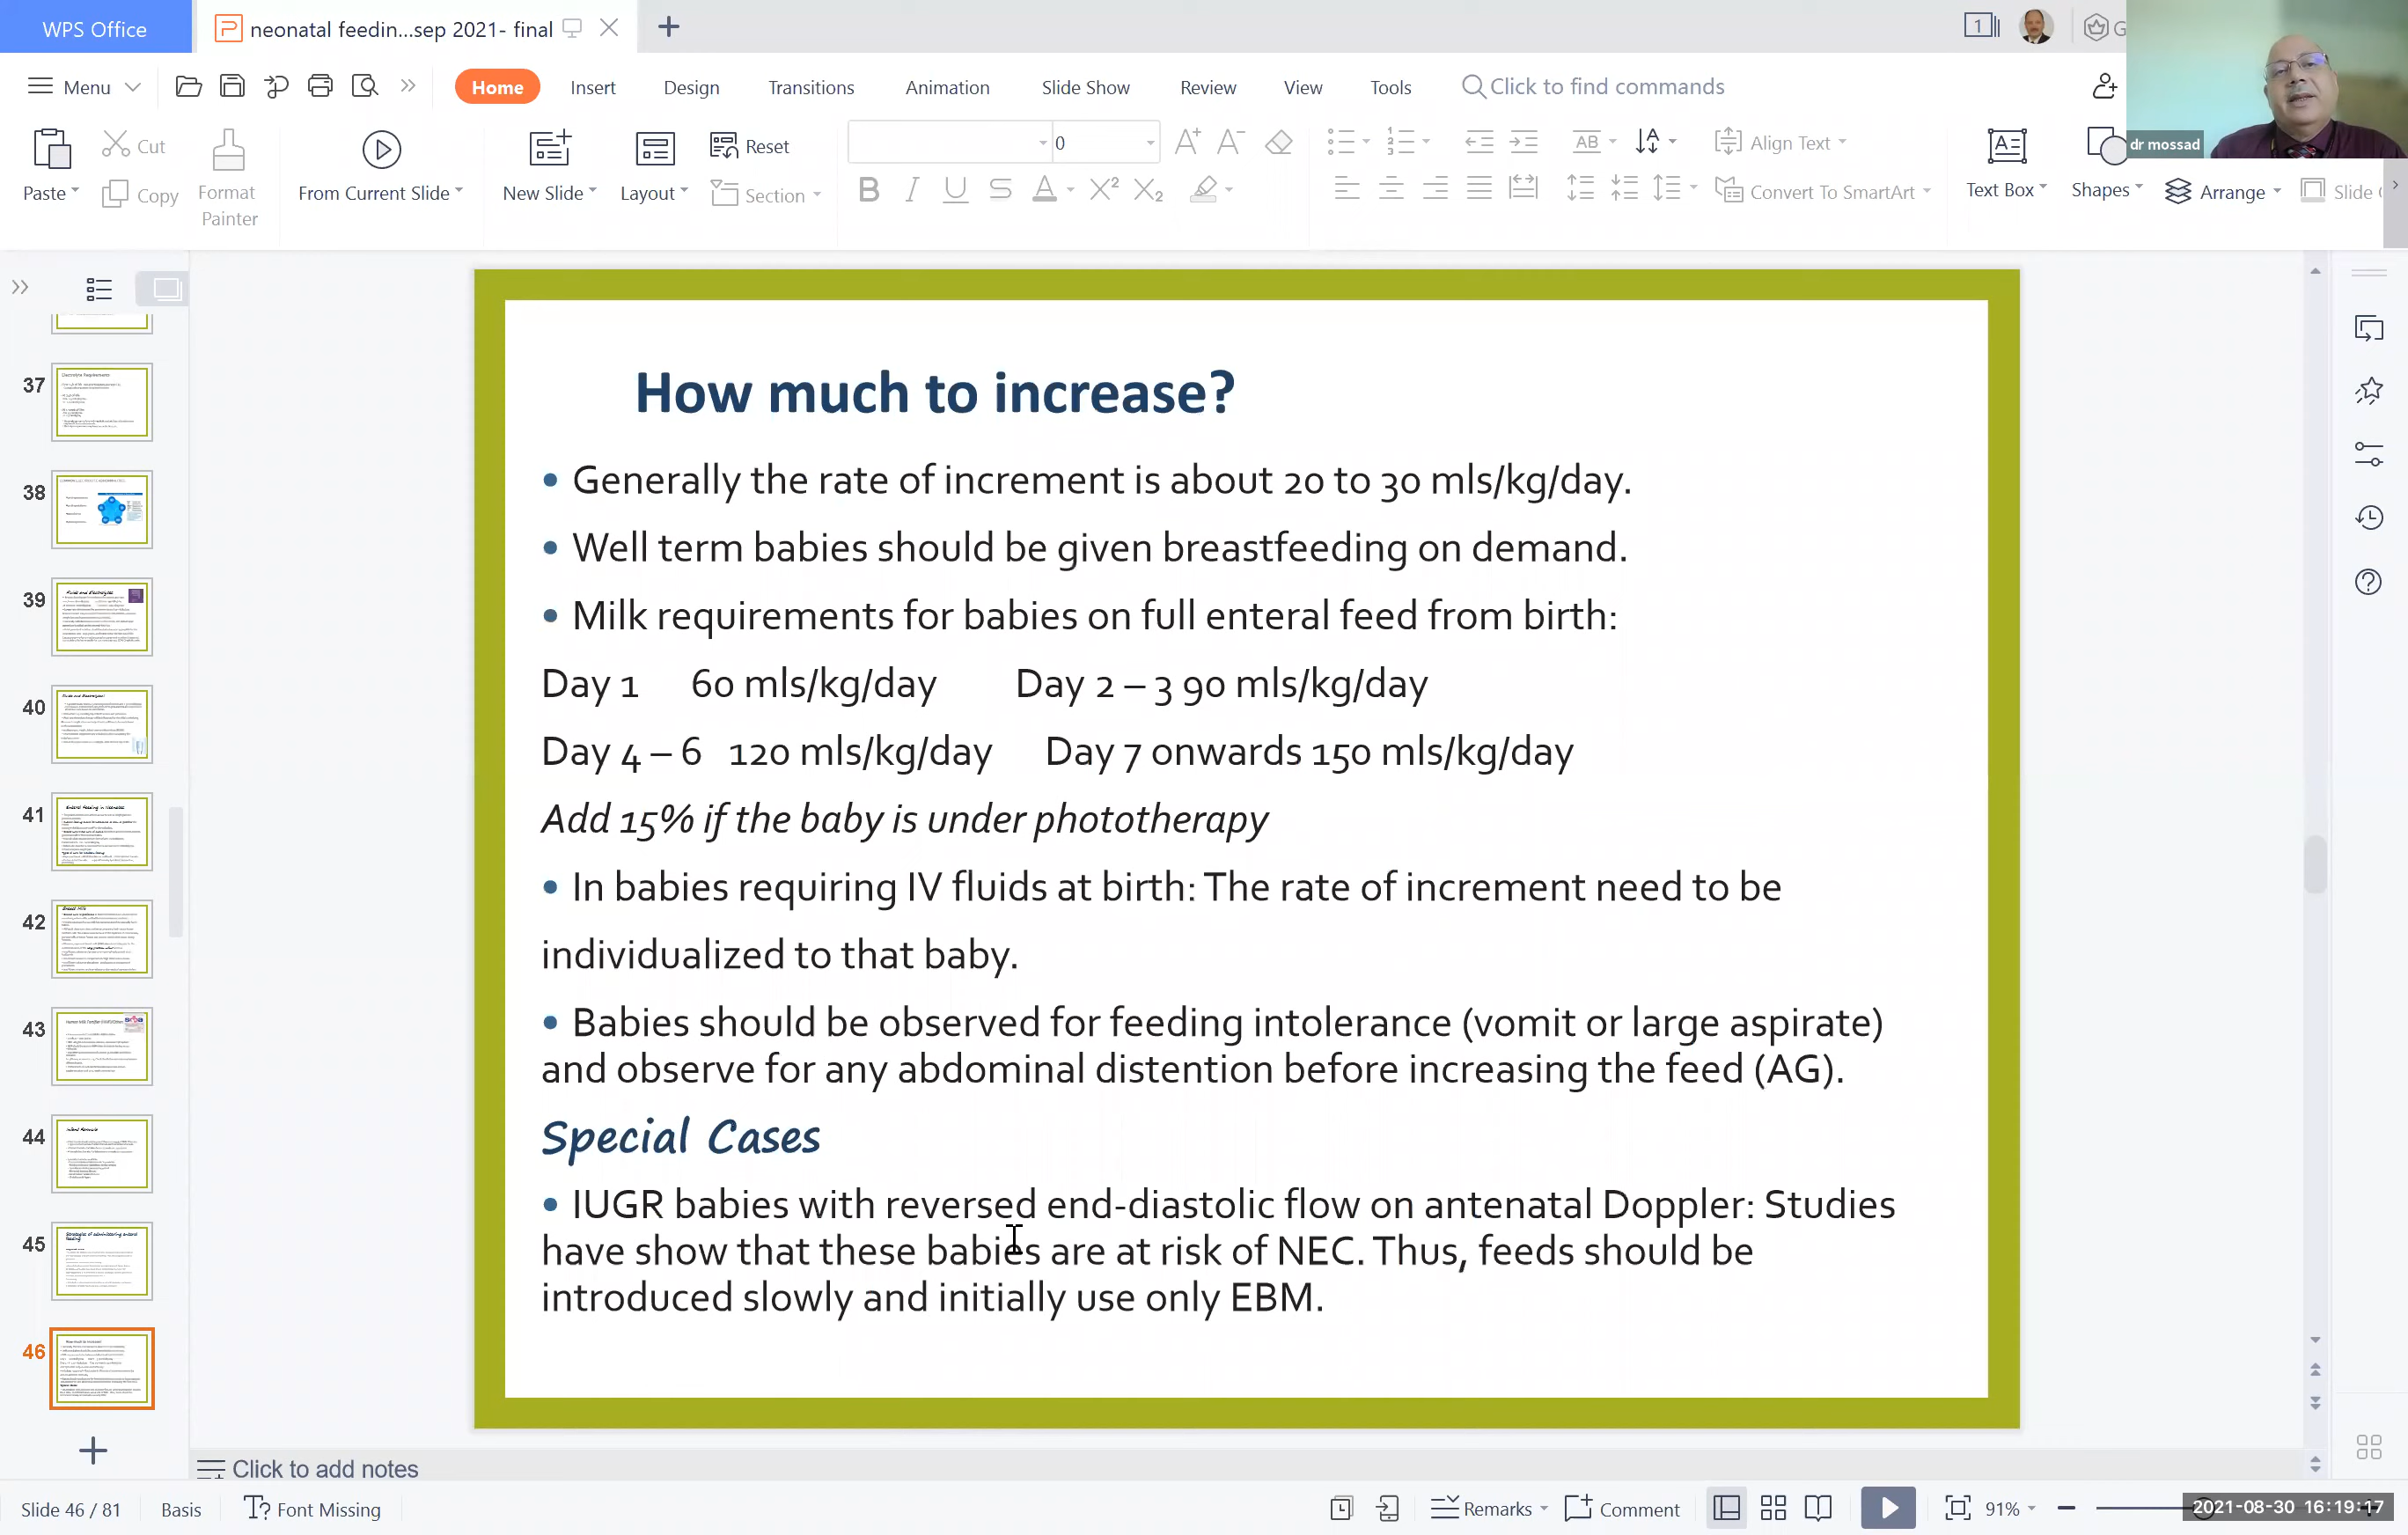 WPS Office
neonatal feedin...sep 2021- final
1
G
Menu
Home
Insert
Design
Transitions
Animation
Slide Show
Review
View
Tools
Click to find commands
dr mossad
Paste
Cut
Copy
Format
Painter
From Current Slide
New Slide
Layout
Reset
Section
0
Align Text
Convert To SmartArt
Text Box
Shapes
Arrange
Slide
37
38
39
40
41
42
43
44
45
46
How much to increase?
• Generally the rate of increment is about 20 to 30 mls/kg/day.
• Well term babies should be given breastfeeding on demand.
• Milk requirements for babies on full enteral feed from birth:
Day 1 60 mls/kg/day Day 2 – 3 90 mls/kg/day
Day 4 – 6 120 mls/kg/day Day 7 onwards 150 mls/kg/day
Add 15% if the baby is under phototherapy
• In babies requiring IV fluids at birth: The rate of increment need to be
individualized to that baby.
• Babies should be observed for feeding intolerance (vomit or large aspirate)
and observe for any abdominal distention before increasing the feed (AG).
Special Cases
• IUGR babies with reversed end-diastolic flow on antenatal Doppler: Studies
have show that these babies are at risk of NEC. Thus, feeds should be
introduced slowly and initially use only EBM.
Click to add notes
Slide 46 / 81
Basis
Font Missing
Remarks
Comment
91%
2021-08-30 16:19:17